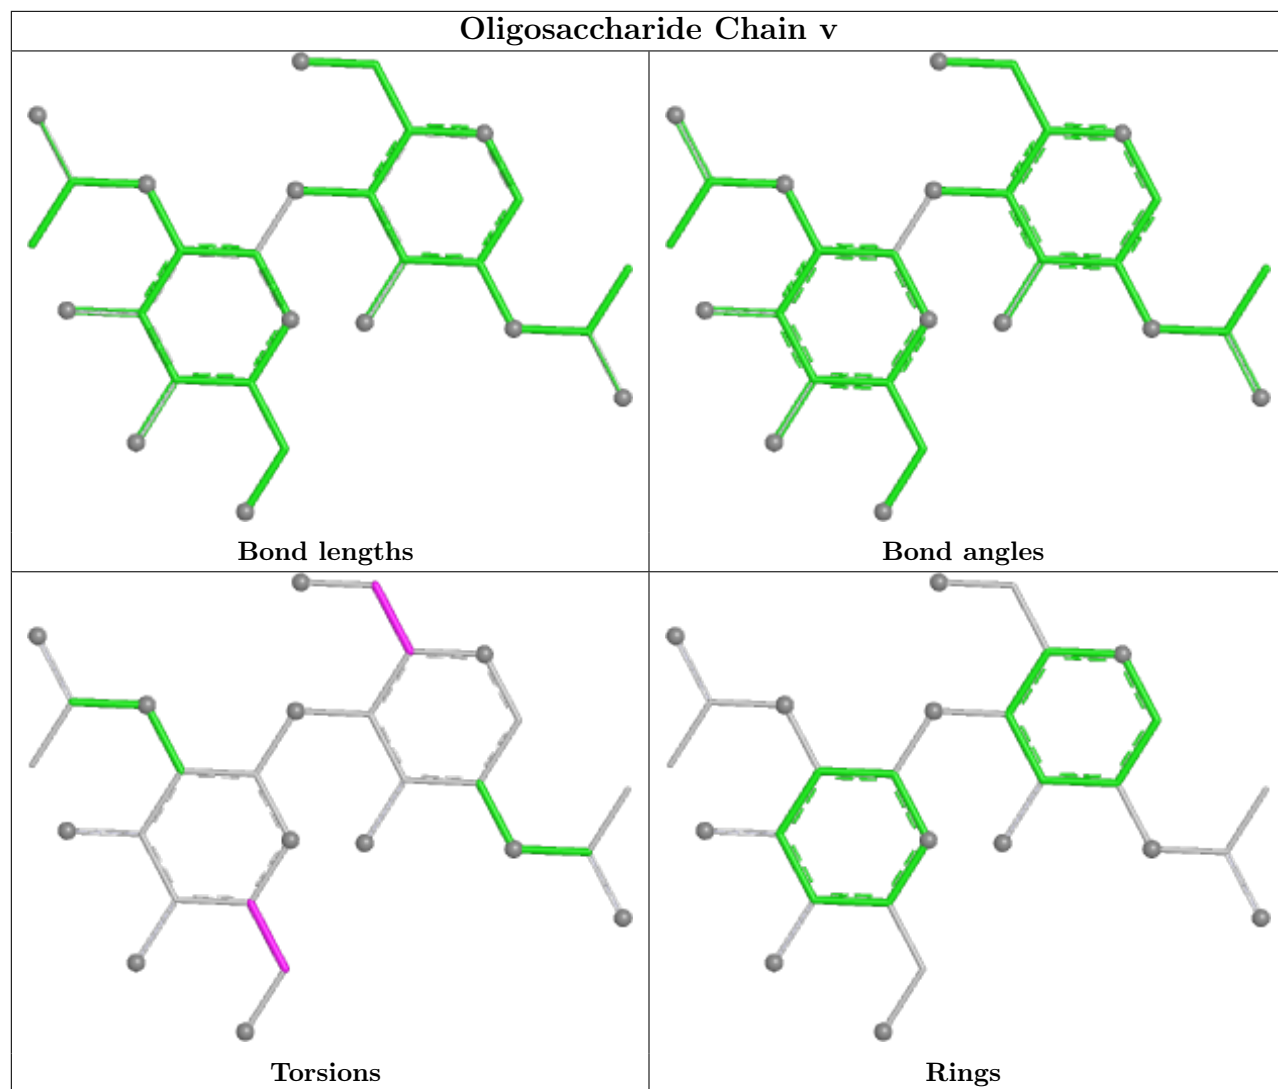 Oligosaccharide Chain v
Bond lengths
Bond angles
Torsions
Rings